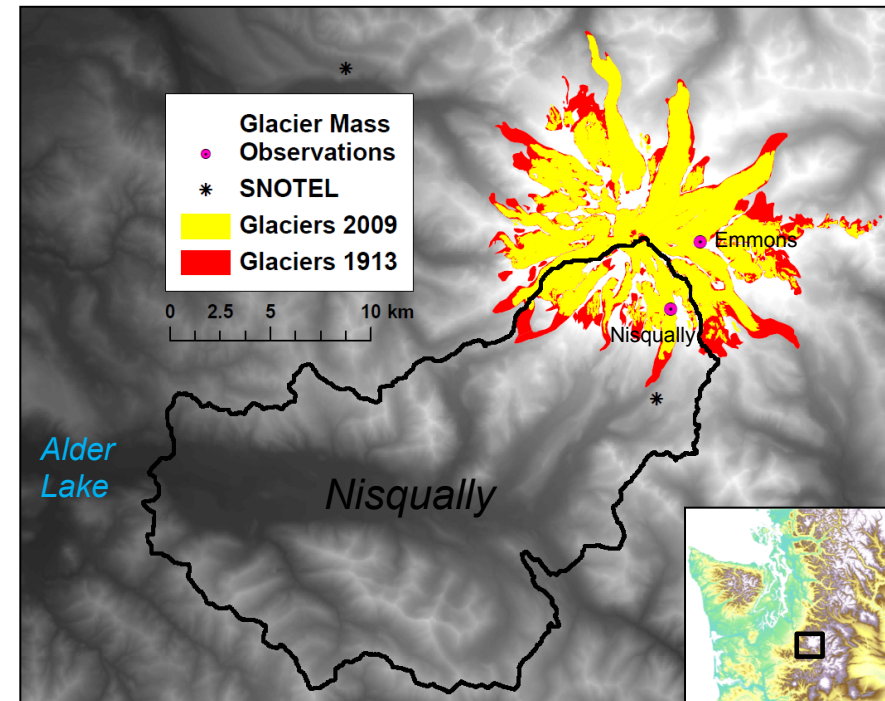 Glacier Mass
Observations
SNOTEL
Glaciers 2009
Glaciers 1913
0 2.5 5 10 km
Emmons
Nisqually
Alder
Lake
Nisqually